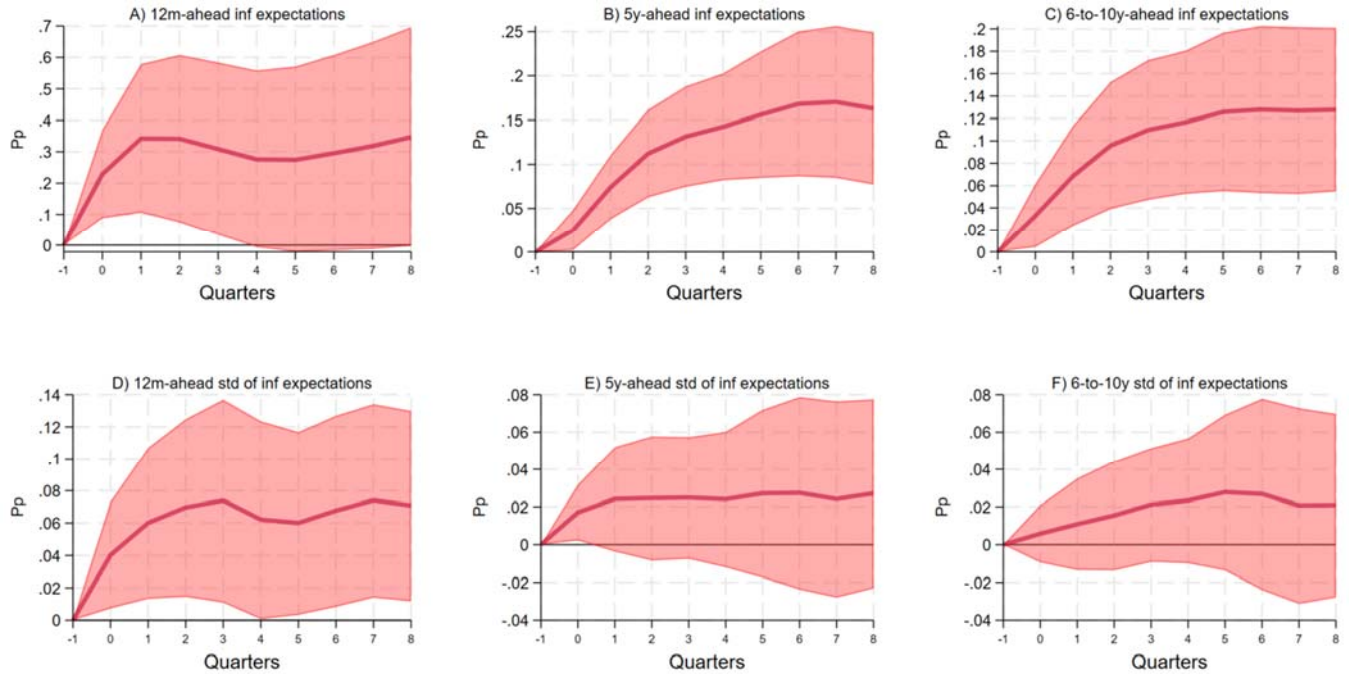 A) 12m-ahead inf expectations
.7
.6
.5
.4
.3
.2
.1
0
Pp
-1 0 1 2 3 4 5 6 7 8
Quarters
B) 5y-ahead inf expectations
.25
.2
.15
.1
.05
0
Pp
-1 0 1 2 3 4 5 6 7 8
Quarters
C) 6-to-10y-ahead inf expectations
.2
.18
.16
.14
.12
.1
.08
.06
.04
.02
0
Pp
-1 0 1 2 3 4 5 6 7 8
Quarters
D) 12m-ahead std of inf expectations
.14
.12
.1
.08
.06
.04
.02
0
Pp
-1 0 1 2 3 4 5 6 7 8
Quarters
E) 5y-ahead std of inf expectations
.08
.06
.04
.02
0
-.02
-.04
Pp
-1 0 1 2 3 4 5 6 7 8
Quarters
F) 6-to-10y std of inf expectations
.08
.06
.04
.02
0
-.02
-.04
Pp
-1 0 1 2 3 4 5 6 7 8
Quarters